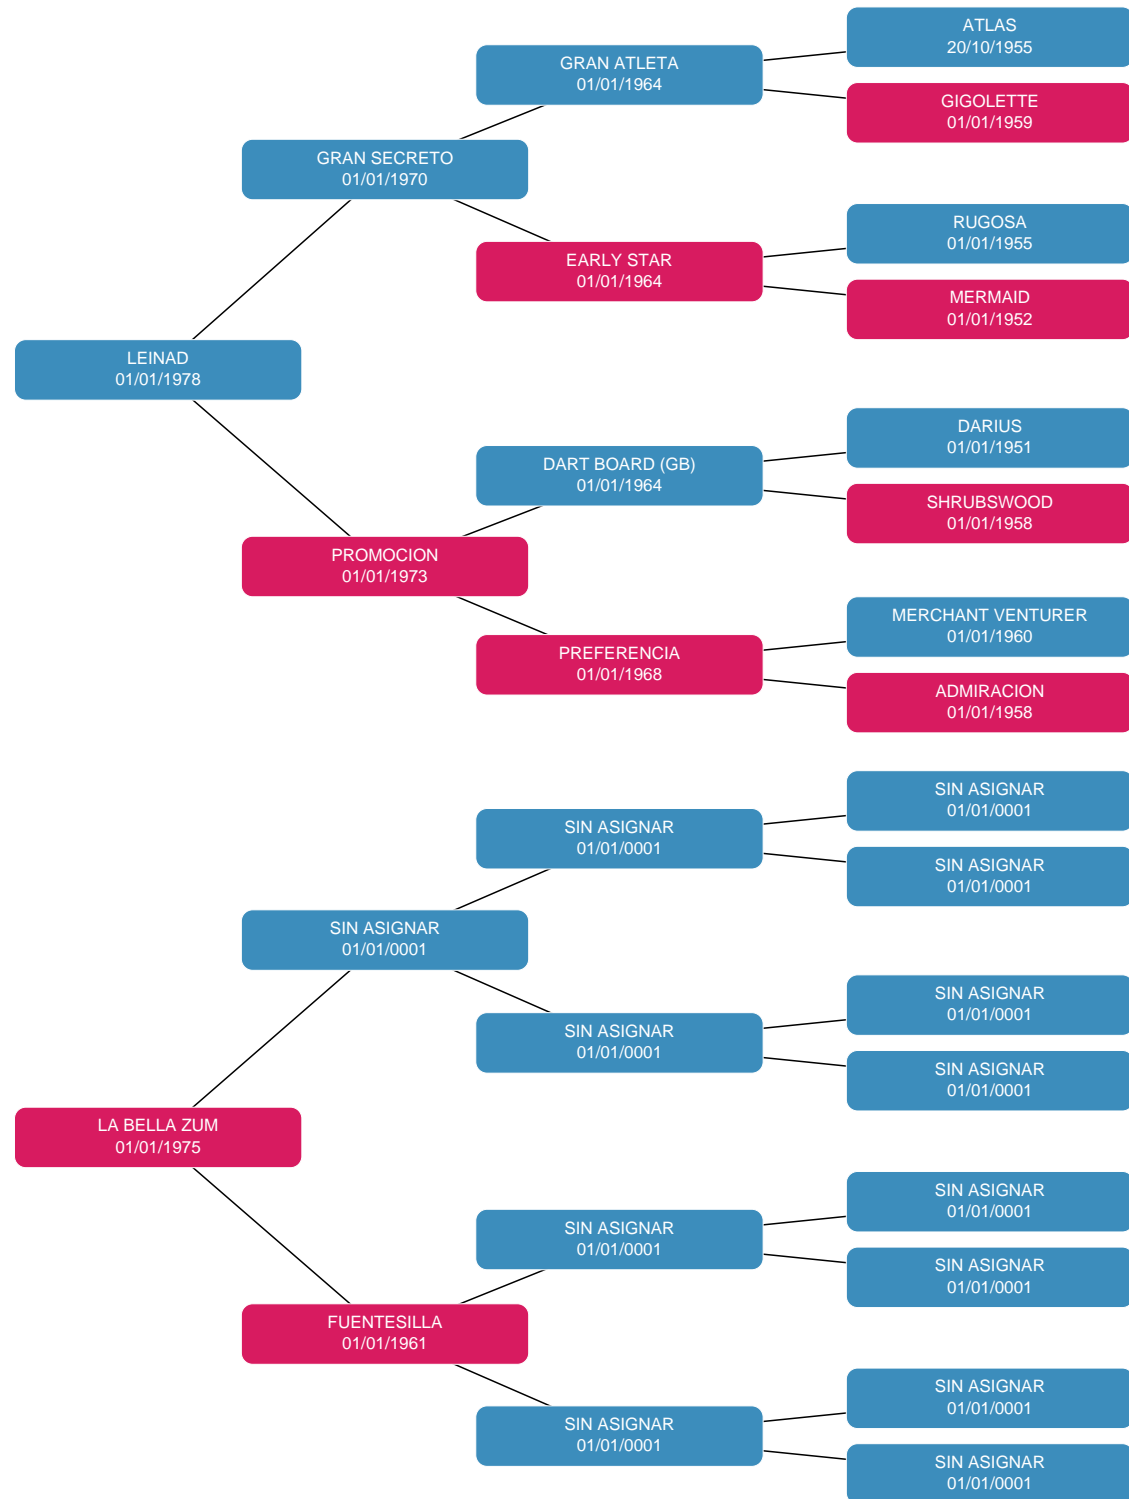 ATLAS
20/10/1955
GRAN ATLETA
01/01/1964
GIGOLETTE
01/01/1959
GRAN SECRETO
01/01/1970
RUGOSA
01/01/1955
EARLY STAR
01/01/1964
MERMAID
01/01/1952
LEINAD
01/01/1978
DARIUS
01/01/1951
DART BOARD (GB)
01/01/1964
SHRUBSWOOD
01/01/1958
PROMOCION
01/01/1973
MERCHANT VENTURER
01/01/1960
PREFERENCIA
01/01/1968
ADMIRACION
01/01/1958
SIN ASIGNAR
01/01/0001
SIN ASIGNAR
01/01/0001
SIN ASIGNAR
01/01/0001
SIN ASIGNAR
01/01/0001
SIN ASIGNAR
01/01/0001
SIN ASIGNAR
01/01/0001
SIN ASIGNAR
01/01/0001
LA BELLA ZUM
01/01/1975
SIN ASIGNAR
01/01/0001
SIN ASIGNAR
01/01/0001
SIN ASIGNAR
01/01/0001
FUENTESILLA
01/01/1961
SIN ASIGNAR
01/01/0001
SIN ASIGNAR
01/01/0001
SIN ASIGNAR
01/01/0001